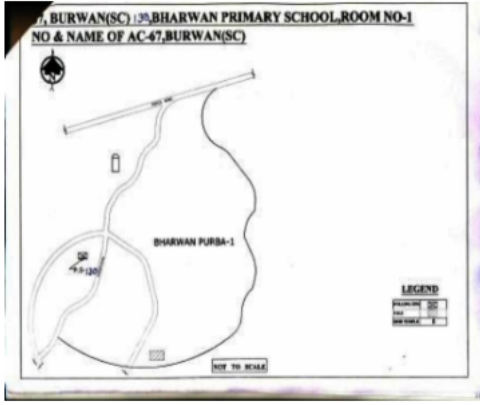 7, BURWAN(SC) 130,BHARWAN PRIMARY SCHOOL,ROOM NO-1
NO & NAME OF AC-67,BURWAN(SC)
BHARWAN PURBA-1
130
LEGEND
NOT TO SCALE